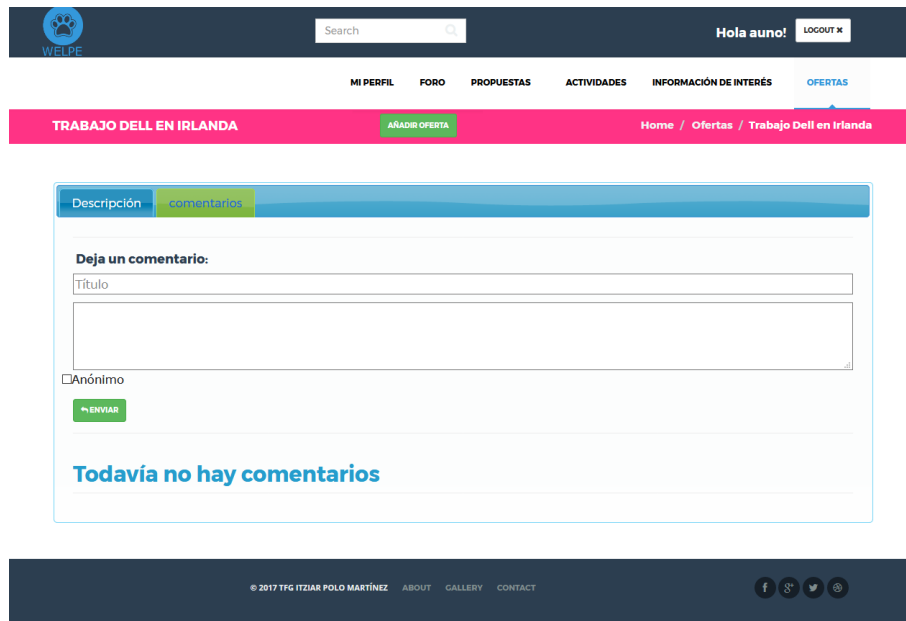 WELPE
Search
Hola auno!
LOGOUT ✖
MI PERFIL FORO PROPUESTAS ACTIVIDADES INFORMACIÓN DE INTERÉS OFERTAS
TRABAJO DELL EN IRLANDA
AÑADIR OFERTA
Home / Ofertas / Trabajo Dell en Irlanda
Descripción comentarios
Deja un comentario:
Título
Anónimo
ENVIAR
Todavía no hay comentarios
© 2017 TFG ITZIAR POLO MARTÍNEZ ABOUT GALLERY CONTACT